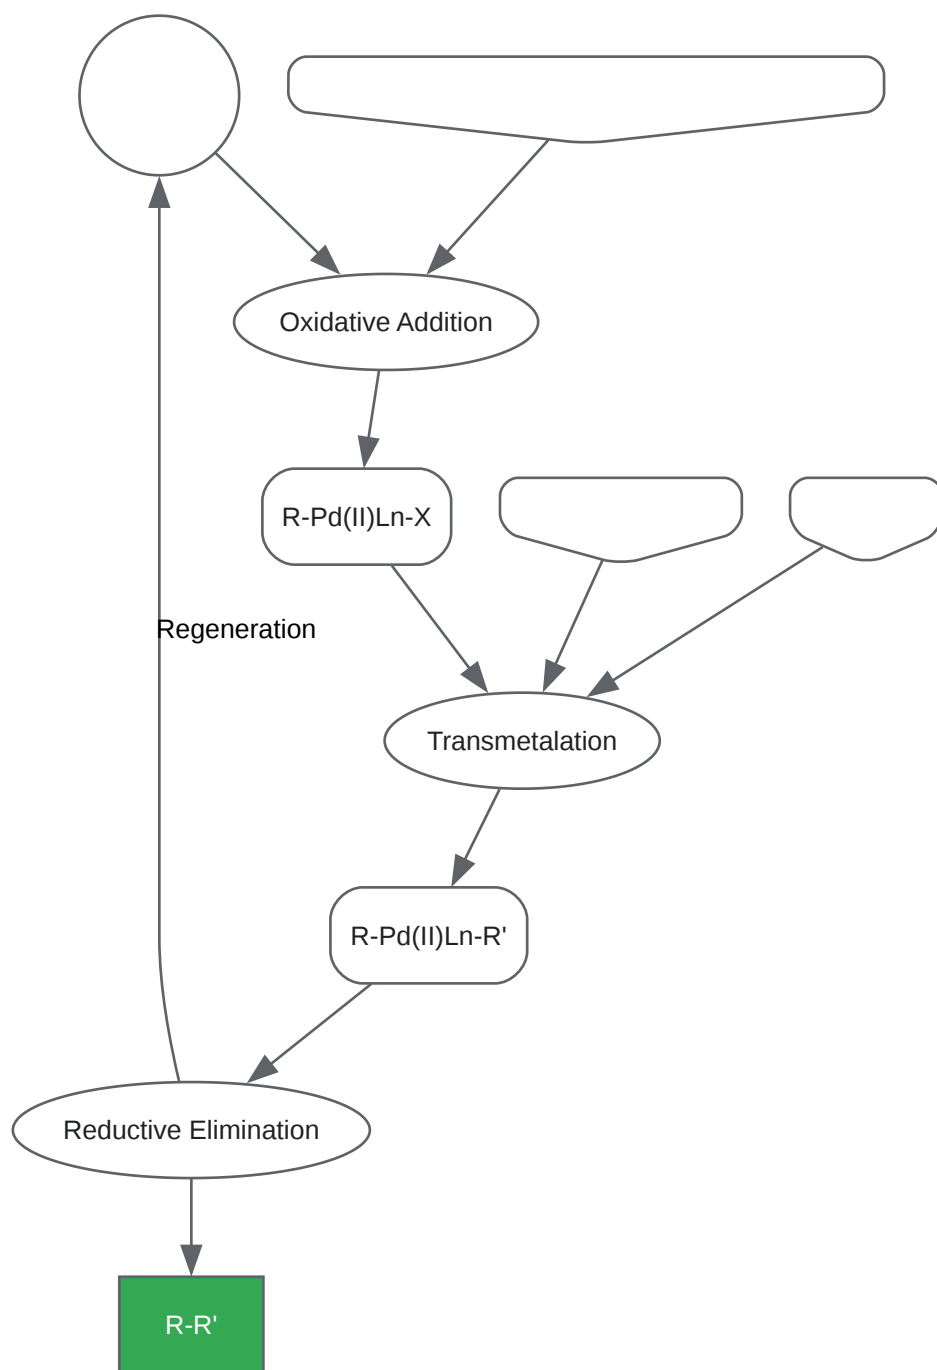 Oxidative Addition
R-Pd(II)Ln-X
Regeneration
Transmetalation
R-Pd(II)Ln-R'
Reductive Elimination
R-R'